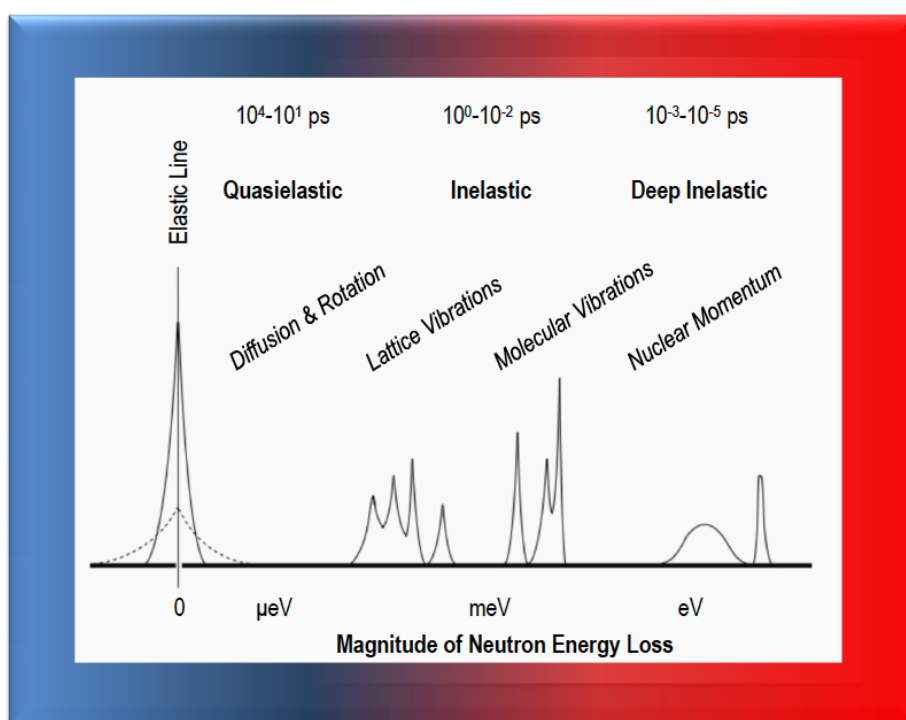 10⁴-10¹ ps
10⁰-10⁻² ps
10⁻³-10⁻⁵ ps
Elastic Line
Quasielastic
Inelastic
Deep Inelastic
Diffusion & Rotation
Lattice Vibrations
Molecular Vibrations
Nuclear Momentum
0
µeV
meV
eV
Magnitude of Neutron Energy Loss